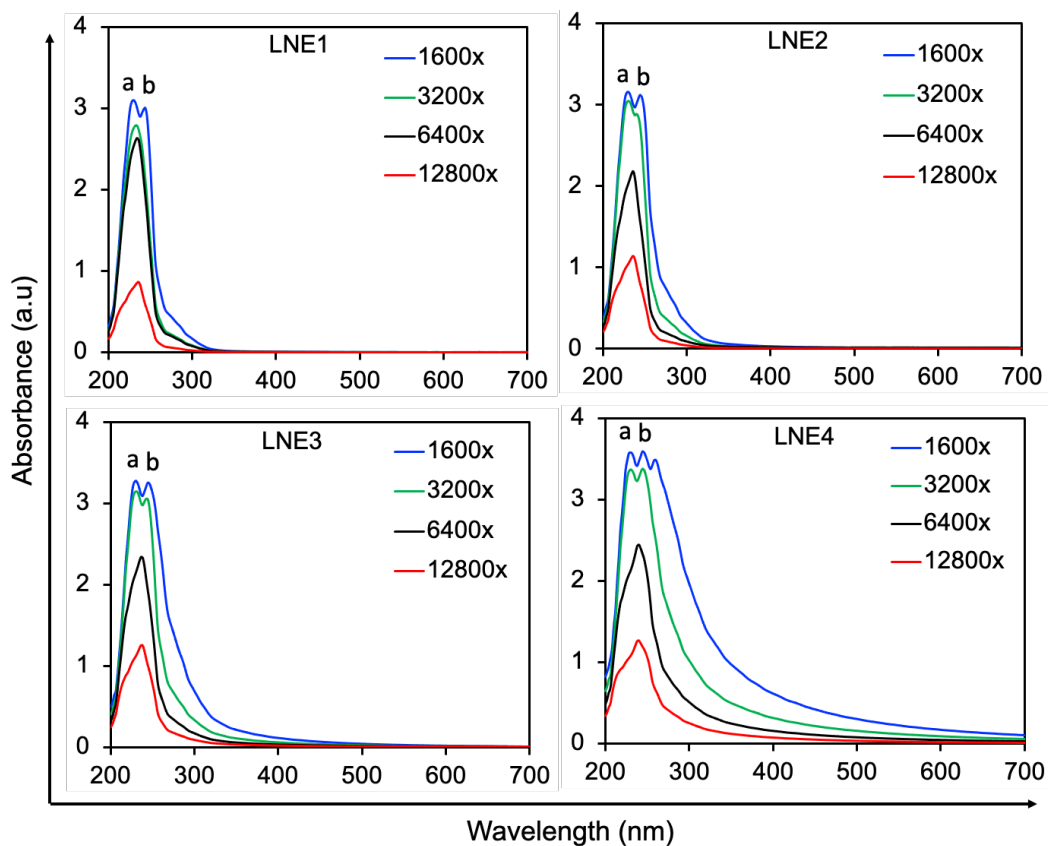 Absorbance (a.u)
LNE1
a b
1600x
3200x
6400x
12800x
4
3
2
1
0
200 300 400 500 600 700
LNE2
a b
1600x
3200x
6400x
12800x
4
3
2
1
0
200 300 400 500 600 700
LNE3
a b
1600x
3200x
6400x
12800x
4
3
2
1
0
200 300 400 500 600 700
LNE4
a b
1600x
3200x
6400x
12800x
4
3
2
1
0
200 300 400 500 600 700
Wavelength (nm)